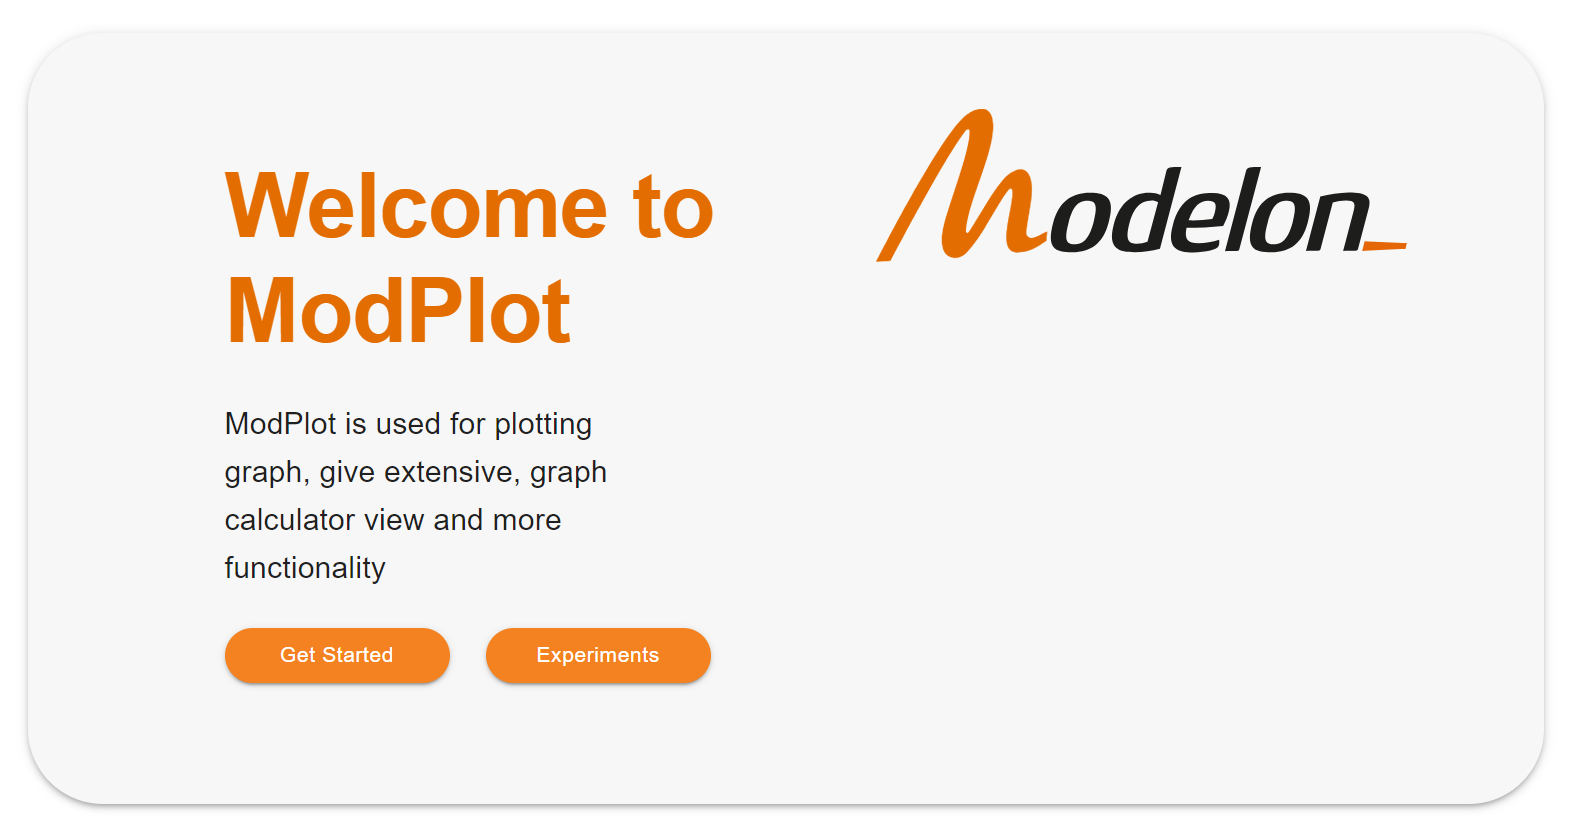 Welcome to
ModPlot
Modelon
ModPlot is used for plotting
graph, give extensive, graph
calculator view and more
functionality
Get Started
Experiments